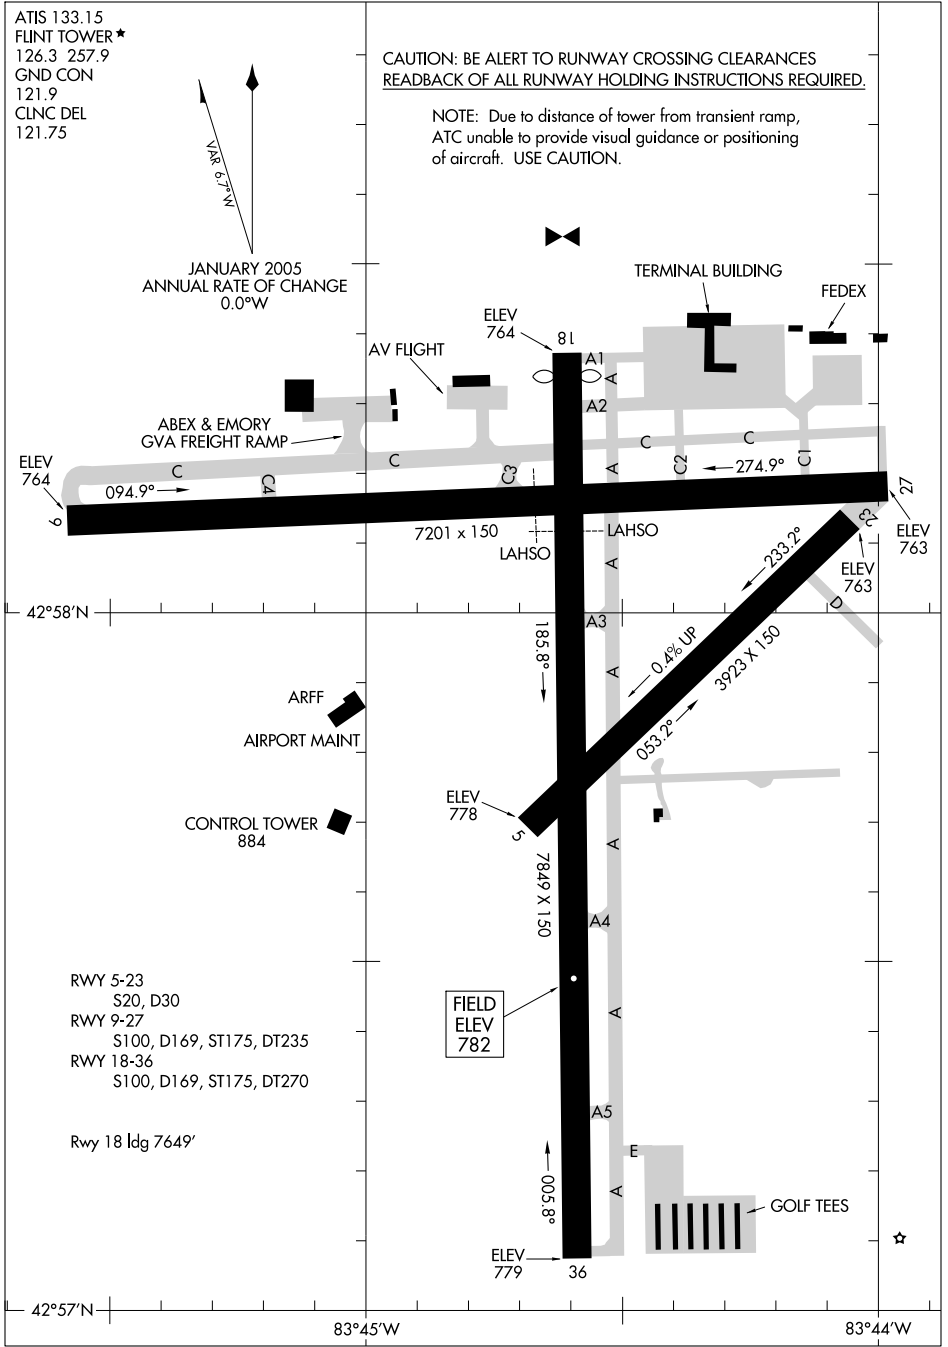 ATIS 133.15
FLINT TOWER★
126.3 257.9
GND CON
121.9
CLNC DEL
121.75
CAUTION: BE ALERT TO RUNWAY CROSSING CLEARANCES
READBACK OF ALL RUNWAY HOLDING INSTRUCTIONS REQUIRED.
NOTE: Due to distance of tower from transient ramp,
ATC unable to provide visual guidance or positioning
of aircraft. USE CAUTION.
VAR 6.7°W
JANUARY 2005
ANNUAL RATE OF CHANGE
0.0°W
TERMINAL BUILDING
FEDEX
ELEV
764
18
AV FLIGHT
A1
A
A2
ABEX & EMORY
GVA FREIGHT RAMP
C
C
C
C
ELEV
764
C4
C3
A
C2
C1
094.9°
274.9°
9
27
7201 x 150
LAHSO
LAHSO
23
ELEV
763
ELEV
763
A
233.2°
42°58'N
A3
D
185.8°
A
0.4% UP
3923 X 150
053.2°
ARFF
AIRPORT MAINT
ELEV
778
5
CONTROL TOWER
884
A
7849 X 150
A4
RWY 5-23
S20, D30
RWY 9-27
S100, D169, ST175, DT235
RWY 18-36
S100, D169, ST175, DT270
FIELD
ELEV
782
A
A5
Rwy 18 ldg 7649'
E
005.8°
A
GOLF TEES
ELEV
779
36
42°57'N
83°45'W
83°44'W